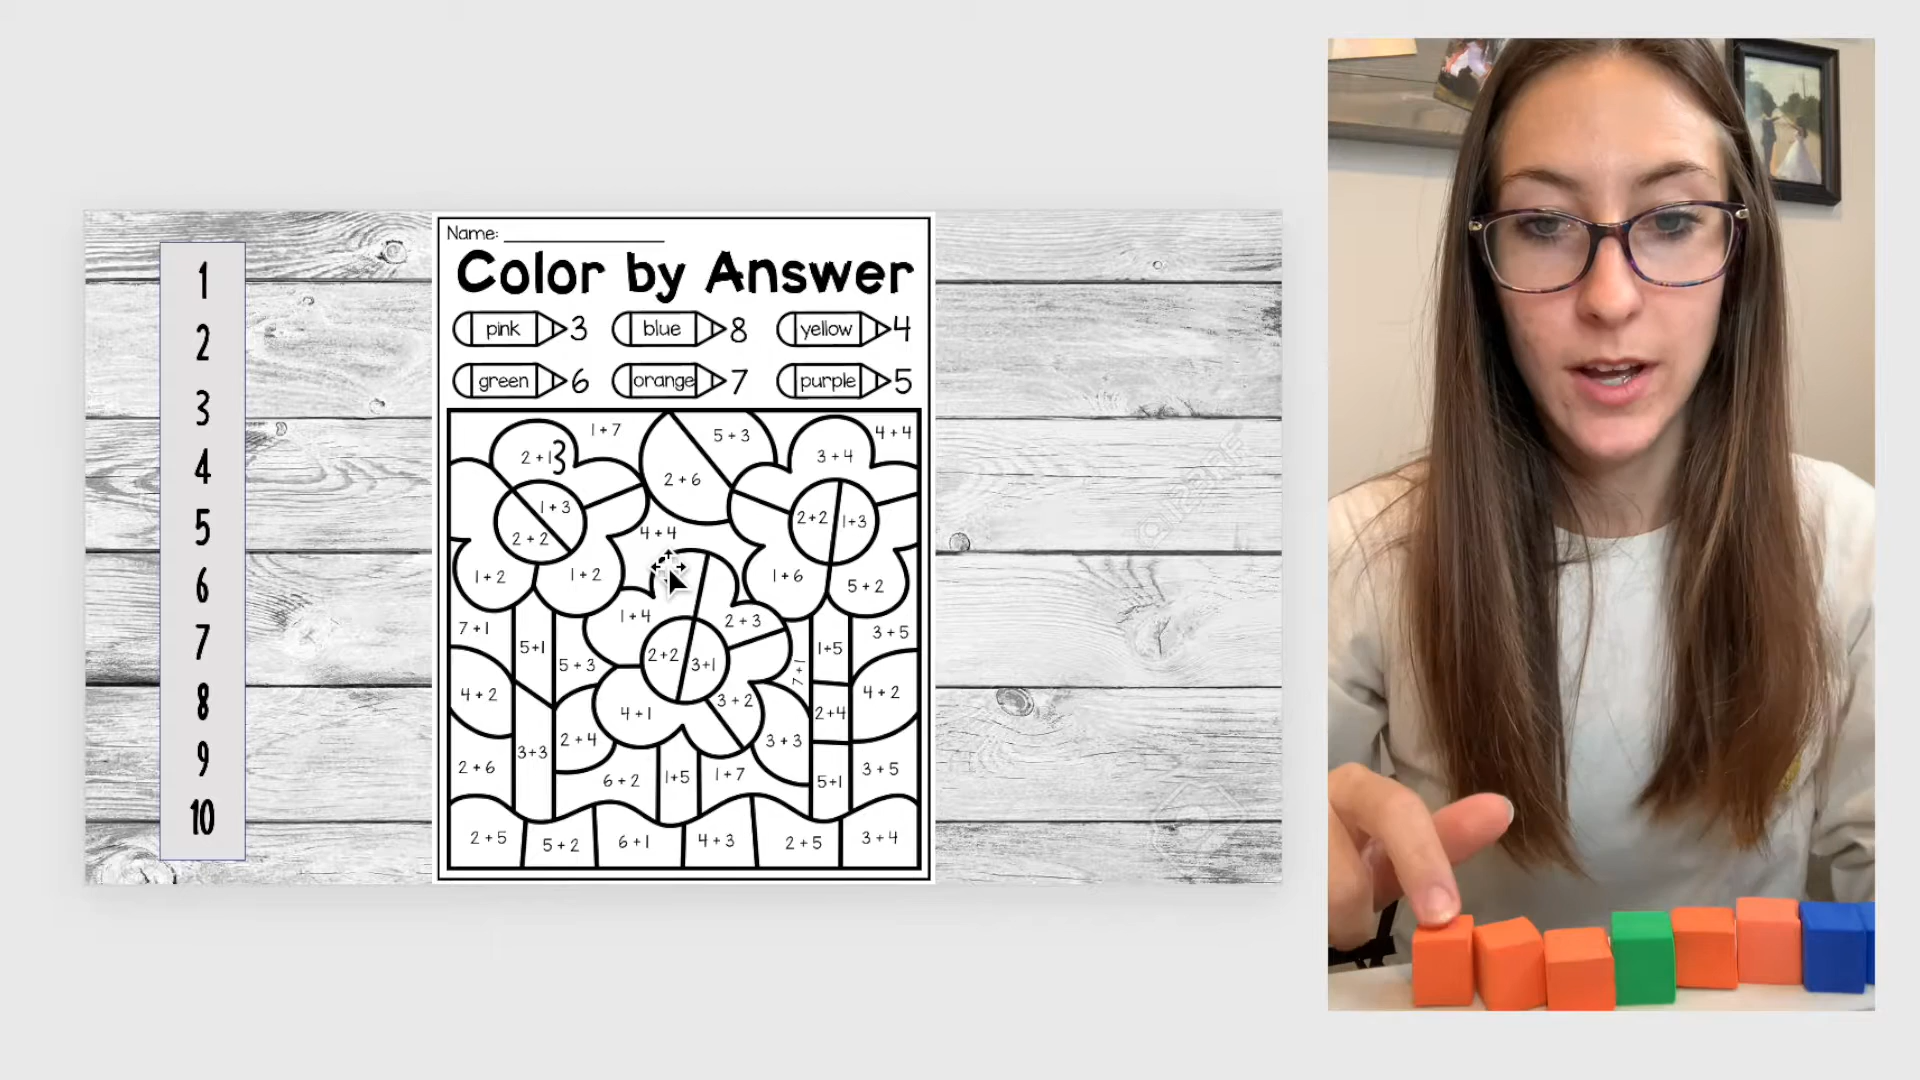 1
2
3
4
5
6
7
8
9
10
Name:
Color by Answer
pink 3 blue 8 yellow 4
green 6 orange 7 purple 5
1 + 7
5 + 3
4 + 4
2 + 1 3
3 + 4
2 + 6
1 + 3
2 + 2
2+2
1+3
4 + 4
1 + 2
1 + 2
1 + 6
5 + 2
1 + 4
2 + 3
7 + 1
5+1
5 + 3
2+2
3+1
7 + 1
1+5
3 + 5
4 + 2
4 + 1
3 + 2
2+4
4 + 2
3+3
2 + 4
3 + 3
2 + 6
6 + 2
1+5
1 + 7
5+1
3 + 5
2 + 5
5 + 2
6 + 1
4 + 3
2 + 5
3 + 4
123RF